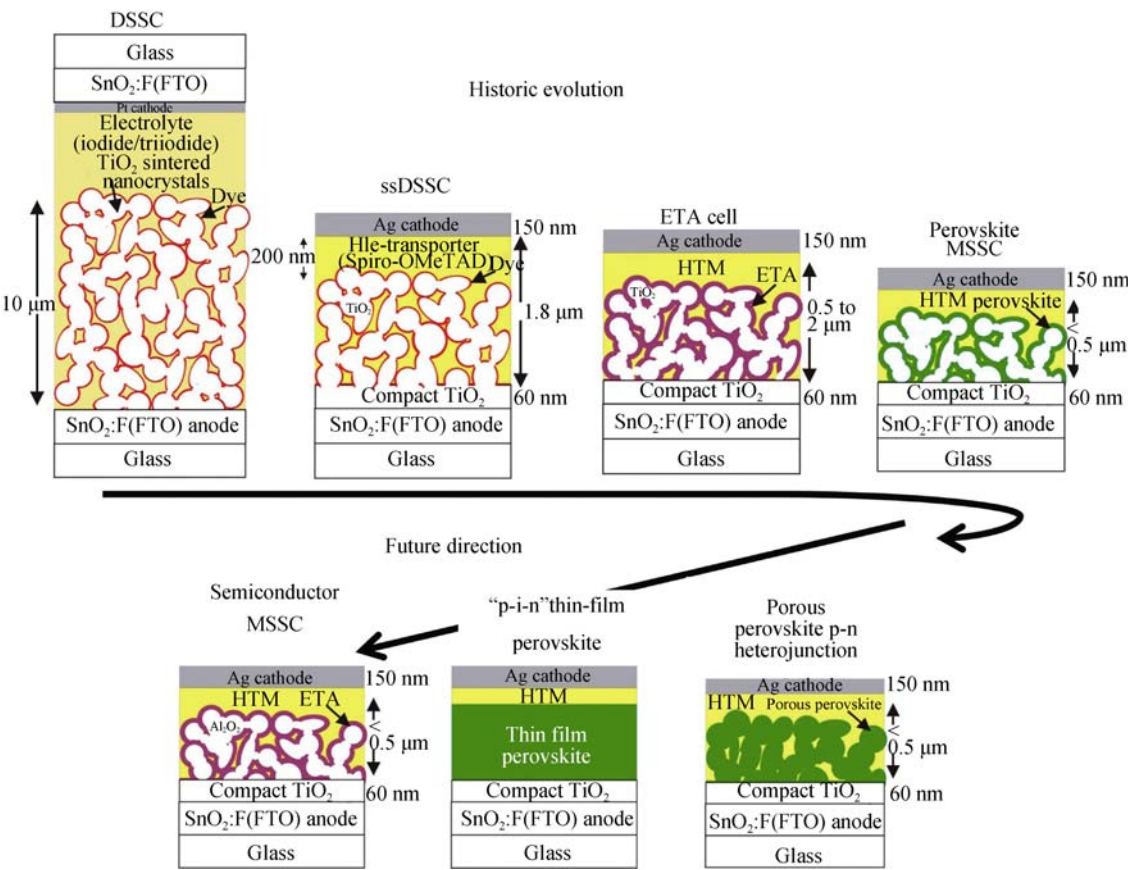 DSSC
Glass
SnO₂:F(FTO)
Pt cathode
Electrolyte
(iodide/triiodide)
TiO₂ sintered
nanocrystals
Dye
10 μm
SnO₂:F(FTO) anode
Glass
Historic evolution
ssDSSC
Ag cathode
150 nm
Hle-transporter
(Spiro-OMeTAD)
Dye
200 nm
TiO₂
1.8 μm
Compact TiO₂
60 nm
SnO₂:F(FTO) anode
Glass
ETA cell
Ag cathode
150 nm
HTM
ETA
TiO₂
0.5 to
2 μm
Compact TiO₂
60 nm
SnO₂:F(FTO) anode
Glass
Perovskite
MSSC
Ag cathode
150 nm
HTM perovskite
<
0.5 μm
Compact TiO₂
60 nm
SnO₂:F(FTO) anode
Glass
Future direction
Semiconductor
MSSC
Ag cathode
150 nm
HTM
ETA
Al₂O₂
<
0.5 μm
Compact TiO₂
60 nm
SnO₂:F(FTO) anode
Glass
“p-i-n”thin-film
perovskite
Ag cathode
HTM
Thin film
perovskite
Compact TiO₂
SnO₂:F(FTO) anode
Glass
Porous
perovskite p-n
heterojunction
Ag cathode
150 nm
HTM
Porous perovskite
<
0.5 μm
Compact TiO₂
60 nm
SnO₂:F(FTO) anode
Glass